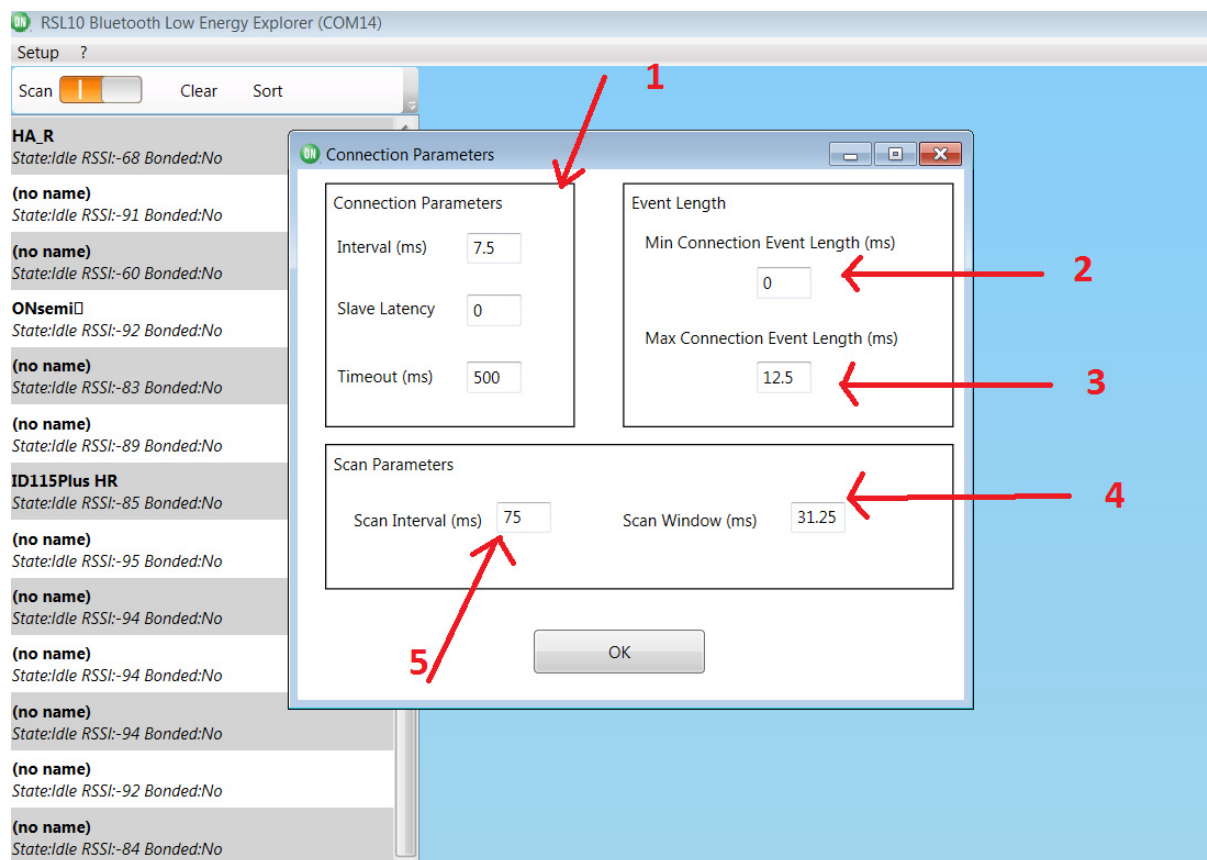 RSL10 Bluetooth Low Energy Explorer (COM14)
Setup ?
Scan Clear Sort
HA_R
State:Idle RSSI:-68 Bonded:No
(no name)
State:Idle RSSI:-91 Bonded:No
(no name)
State:Idle RSSI:-60 Bonded:No
ONsemi▯
State:Idle RSSI:-92 Bonded:No
(no name)
State:Idle RSSI:-83 Bonded:No
(no name)
State:Idle RSSI:-89 Bonded:No
ID115Plus HR
State:Idle RSSI:-85 Bonded:No
(no name)
State:Idle RSSI:-95 Bonded:No
(no name)
State:Idle RSSI:-94 Bonded:No
(no name)
State:Idle RSSI:-94 Bonded:No
(no name)
State:Idle RSSI:-94 Bonded:No
(no name)
State:Idle RSSI:-92 Bonded:No
(no name)
State:Idle RSSI:-84 Bonded:No
ON Connection Parameters
Connection Parameters
Interval (ms) 7.5
Slave Latency 0
Timeout (ms) 500
Event Length
Min Connection Event Length (ms)
0
Max Connection Event Length (ms)
12.5
Scan Parameters
Scan Interval (ms) 75 Scan Window (ms) 31.25
OK
1
2
3
4
5